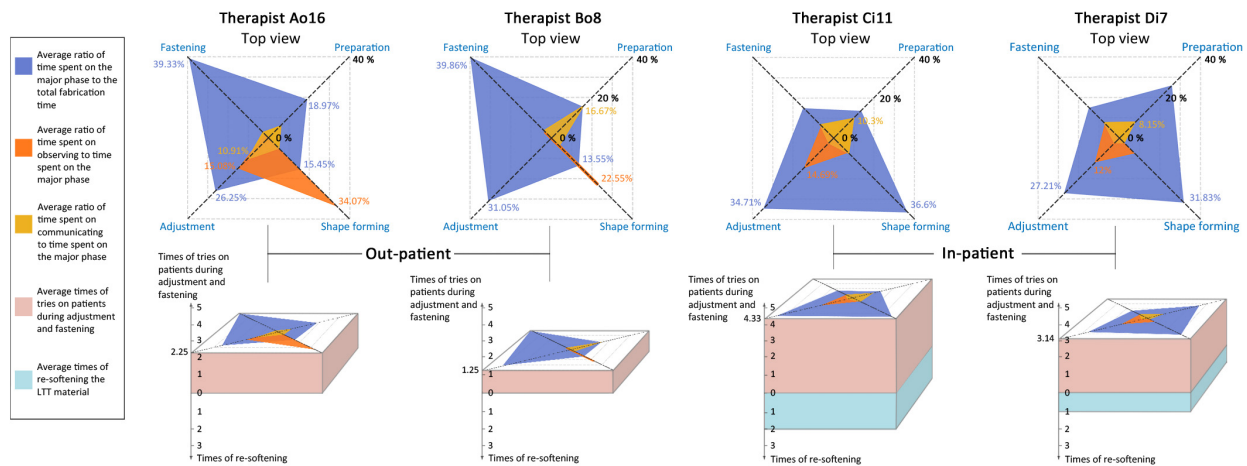 Average ratio of
time spent on the
major phase to the
total fabrication
time
Average ratio of
time spent on
observing to time
spent on the
major phase
Average ratio of
time spent on
communicating
to time spent on
the major phase
Average times of
tries on patients
during adjustment
and fastening
Average times of
re-softening the
LTT material
Therapist Ao16
Top view
Fastening
Preparation
39.33%
40 %
18.97%
0 %
10.91%
15.45%
26.25%
34.07%
Adjustment
Shape forming
Therapist Bo8
Top view
Fastening
Preparation
39.86%
40 %
20 %
16.67%
0 %
13.55%
22.55%
31.05%
Adjustment
Shape forming
Therapist Ci11
Top view
Fastening
Preparation
40 %
20 %
0 %
34.71%
36.6%
Adjustment
Shape forming
Therapist Di7
Top view
Fastening
Preparation
40 %
20 %
8.15%
0 %
27.21%
31.83%
Adjustment
Shape forming
Out-patient
In-patient
Times of tries on
patients during
adjustment and
fastening
5
4
3
2.25
2
1
0
1
2
3
Times of re-softening
Times of tries on
patients during
adjustment and
fastening
5
4
3
2
1.25
1
0
1
2
3
Times of re-softening
Times of tries on
patients during
adjustment and
fastening
5
4.33
4
3
2
1
0
1
2
3
Times of re-softening
Times of tries on
patients during
adjustment and
fastening
5
4
3.14
3
2
1
0
1
2
3
Times of re-softening